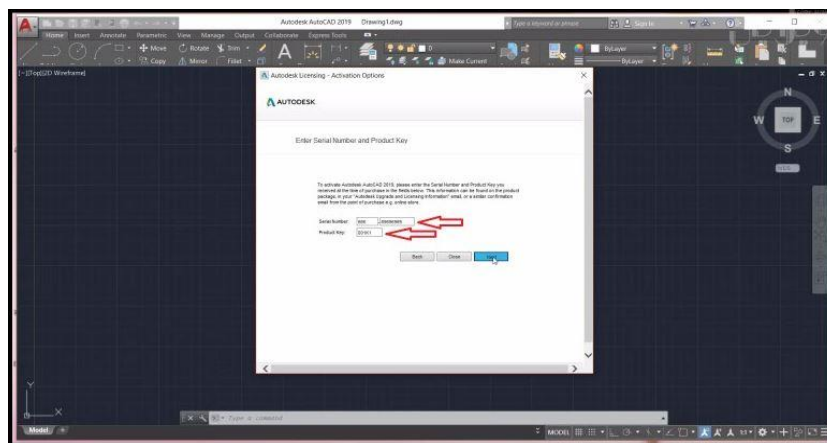 Autodesk AutoCAD 2019 Drawing1.dwg
Type a keyword or phrase
Sign In
Home Insert Annotate Parametric View Manage Output Collaborate Express Tools
Move Rotate Trim
Copy Mirror Fillet
Make Current
ByLayer
ByLayer
[-][Top][2D Wireframe]
Autodesk Licensing - Activation Options
AUTODESK
Enter Serial Number and Product Key
To activate Autodesk AutoCAD 2019, please enter the Serial Number and Product Key you
received at the time of purchase in the fields below. This information can be found on the product
package, in your "Autodesk Upgrade and Licensing Information" email, or a similar confirmation
email from the point of purchase e.g. online store.
Serial Number:
Product Key:
Back Close Next
N
W TOP E
S
Y
X
Type a command
Model
MODEL